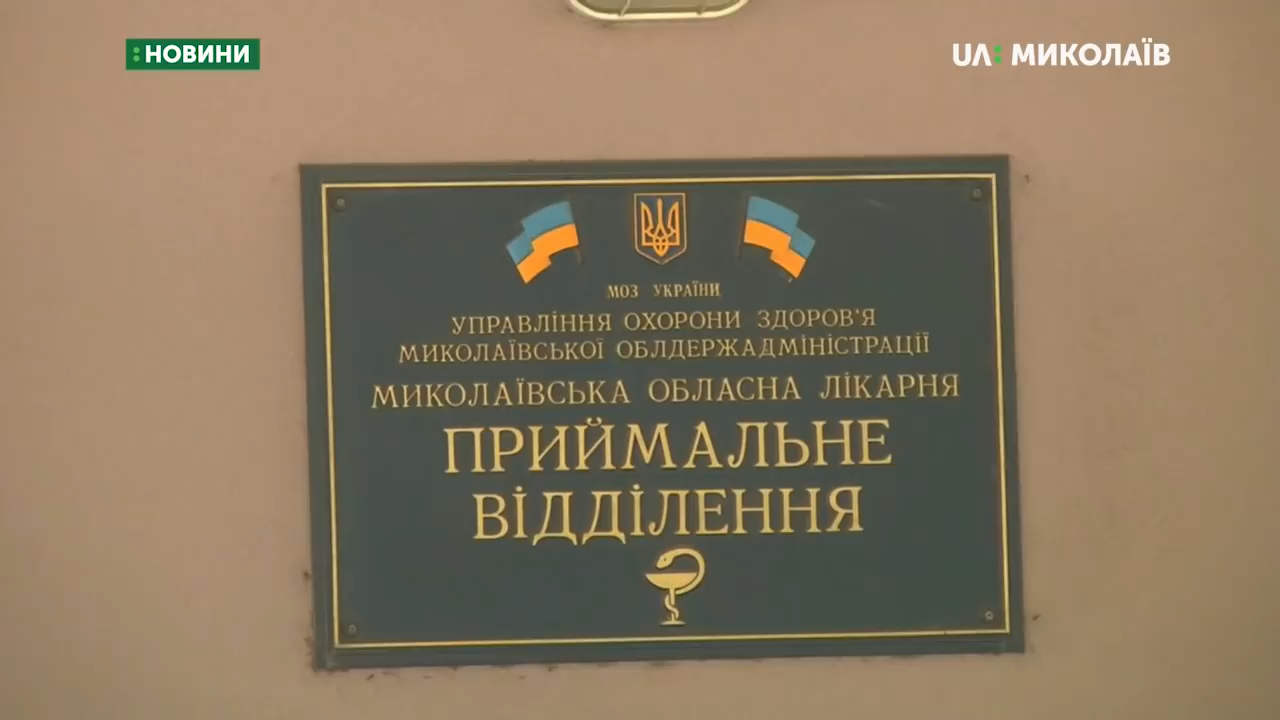 :НОВИНИ
UA: МИКОЛАЇВ
МОЗ УКРАЇНИ
УПРАВЛІННЯ ОХОРОНИ ЗДОРОВ'Я
МИКОЛАЇВСЬКОЇ ОБЛДЕРЖАДМІНІСТРАЦІЇ
МИКОЛАЇВСЬКА ОБЛАСНА ЛІКАРНЯ
ПРИЙМАЛЬНЕ
ВІДДІЛЕННЯ